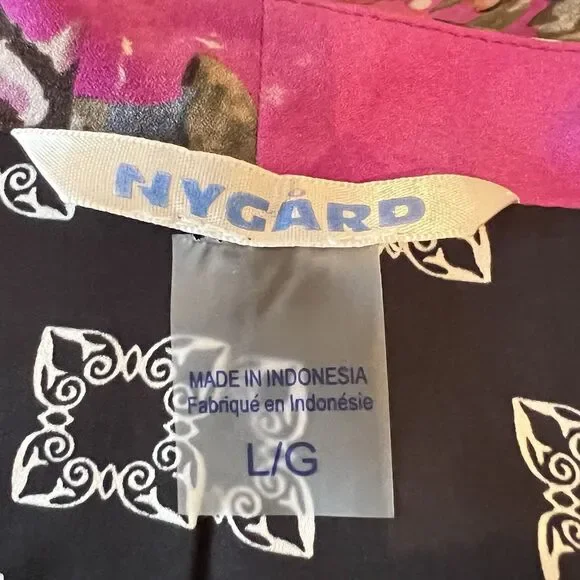 NYGÅRD
MADE IN INDONESIA
Fabriqué en Indonésie
L/G